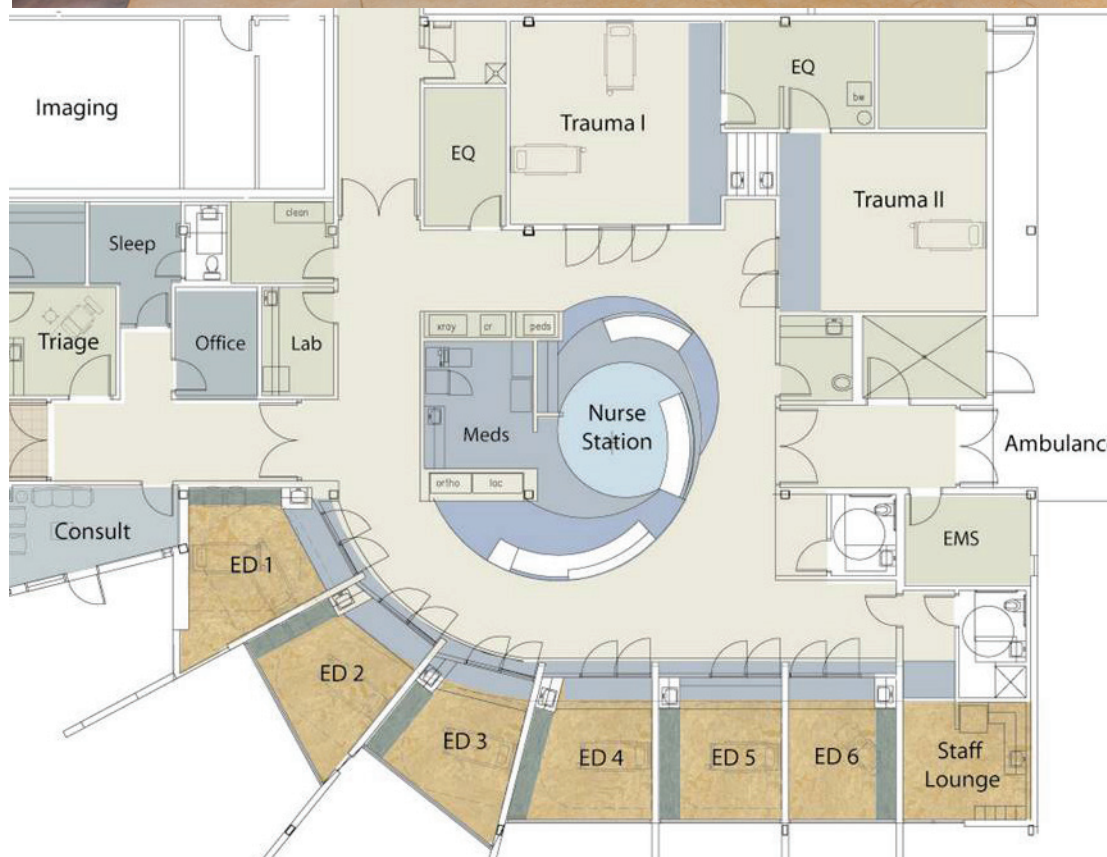 Imaging
EQ
Trauma I
EQ
bw
Trauma II
clean
Sleep
Triage
Office
Lab
xray
cr
peds
Nurse
Station
Meds
ortho
lac
Ambulanc
Consult
EMS
ED 1
ED 2
ED 3
ED 4
ED 5
ED 6
Staff
Lounge